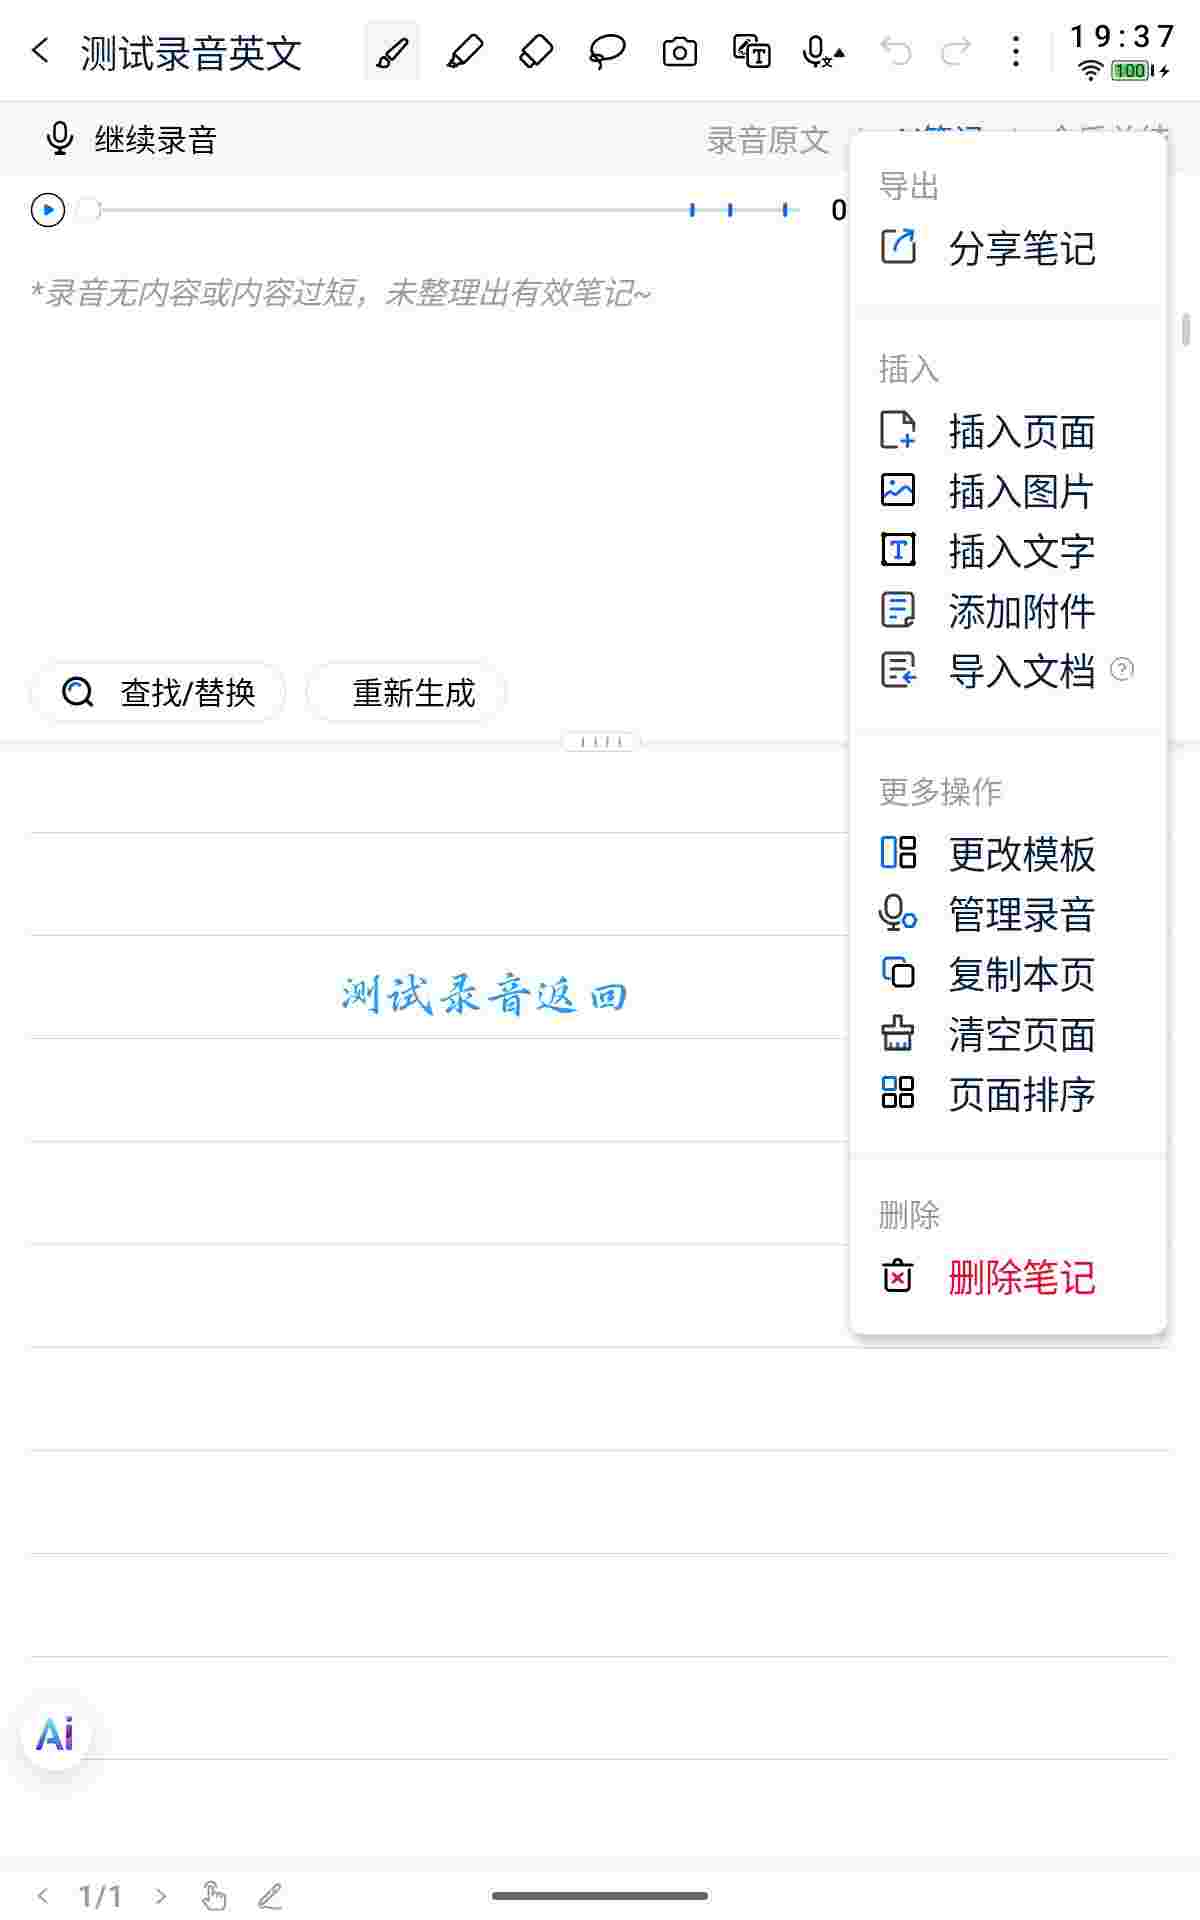 测试录音英文
19:37
100
继续录音
录音原文
0
*录音无内容或内容过短，未整理出有效笔记~
查找/替换
重新生成
导出
分享笔记
插入
插入页面
插入图片
插入文字
添加附件
导入文档 ?
更多操作
更改模板
管理录音
复制本页
清空页面
页面排序
删除
删除笔记
测试录音返回
Ai
1/1